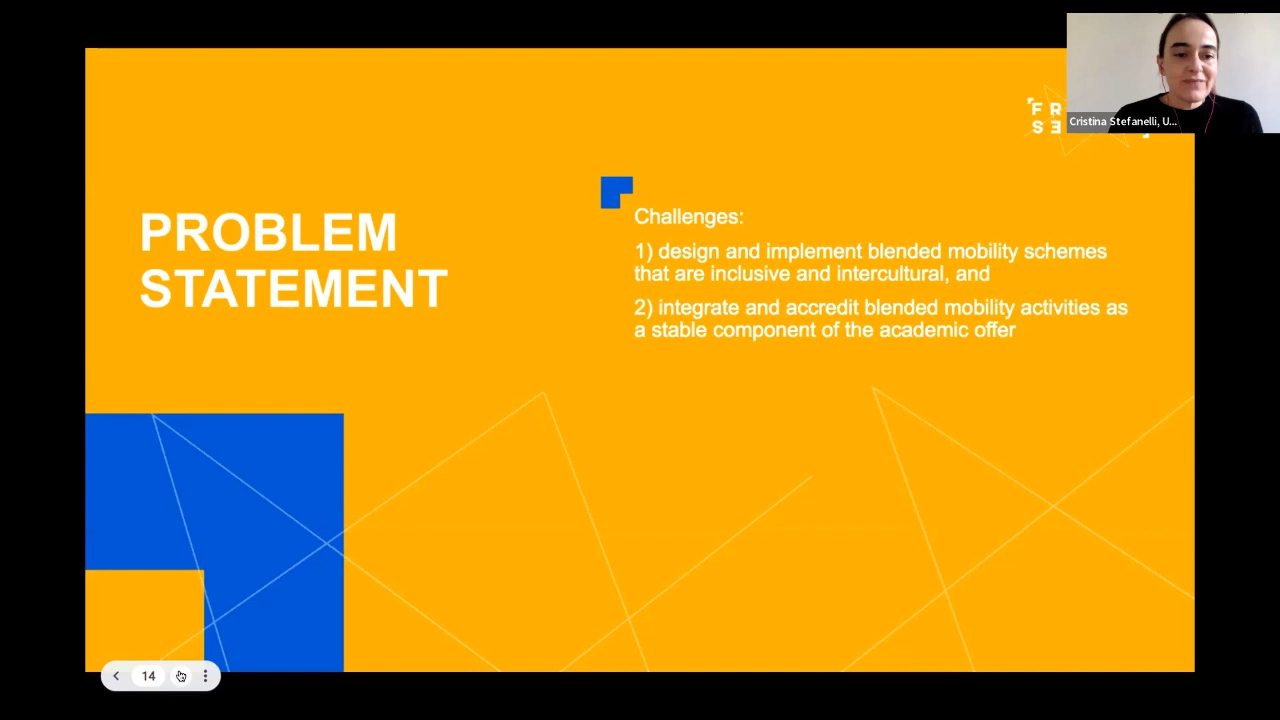 F R
S E
Cristina Stefanelli, U...
PROBLEM
STATEMENT
Challenges:
1) design and implement blended mobility schemes
that are inclusive and intercultural, and
2) integrate and accredit blended mobility activities as
a stable component of the academic offer
14